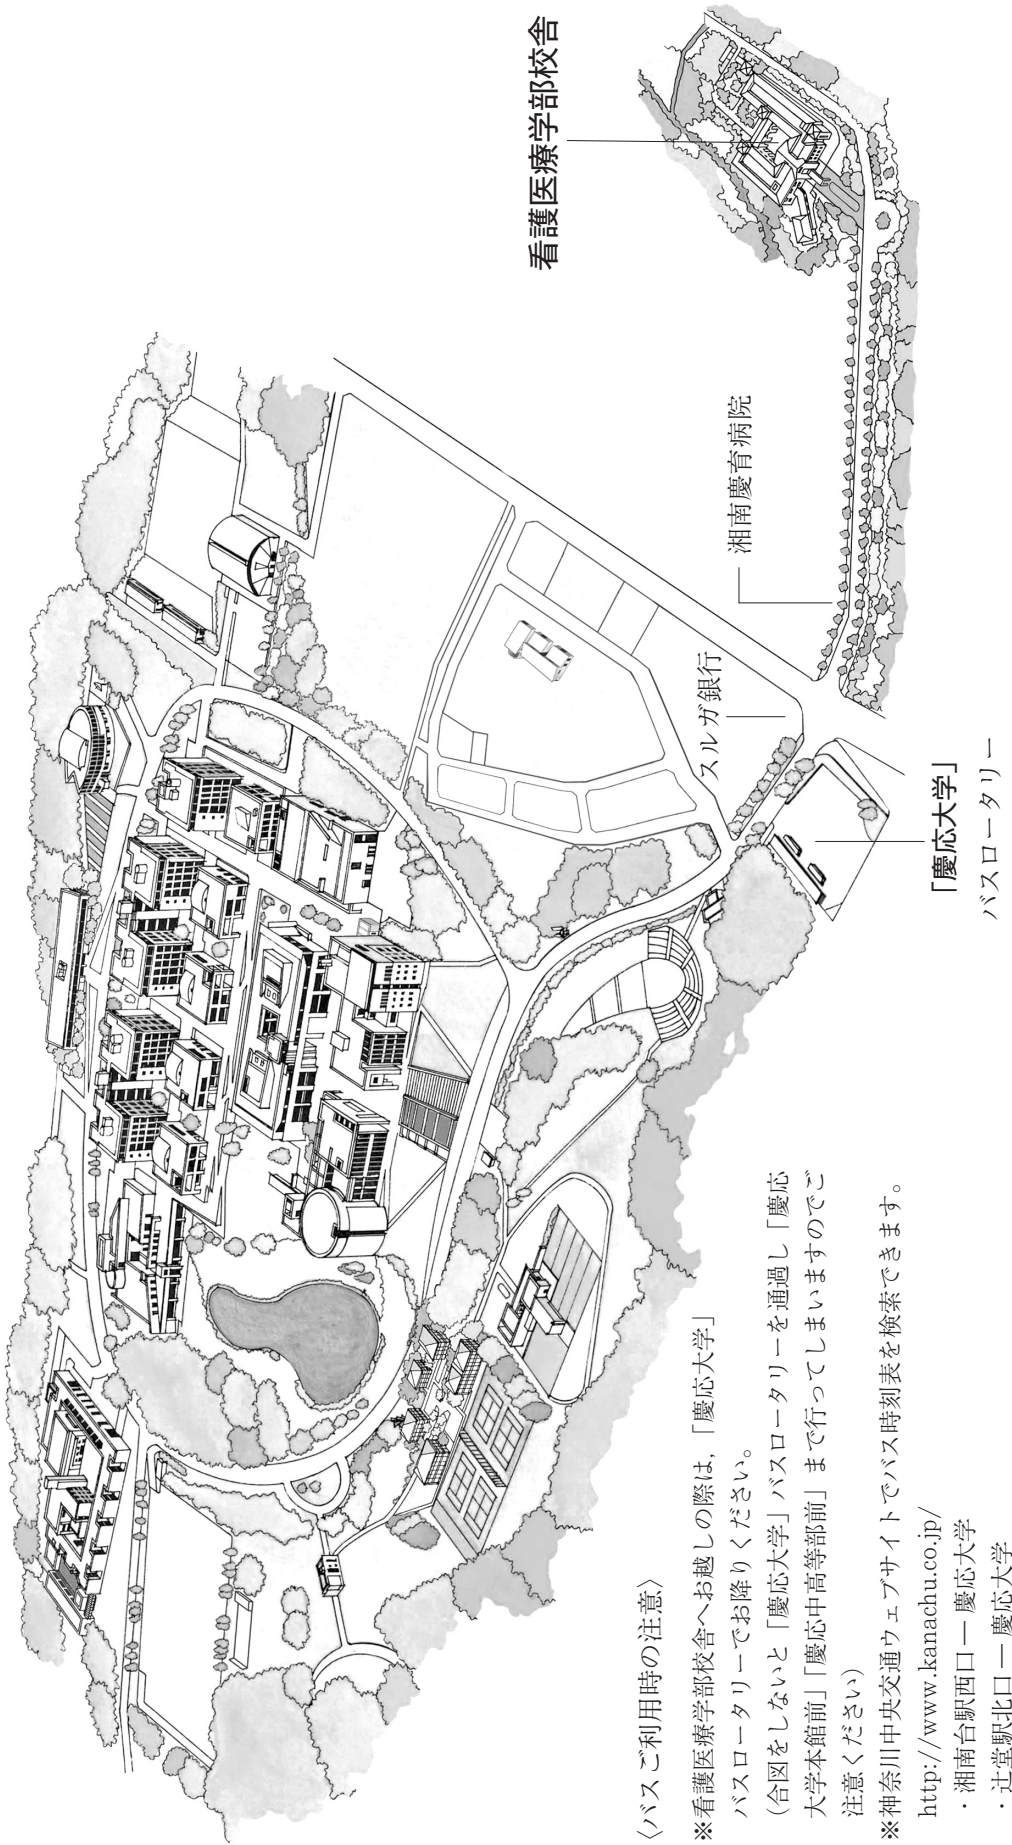 看護医療学部校舎
湘南慶育病院
スルガ銀行
「慶応大学」
バスロータリー
〈バスご利用時の注意〉
※看護医療学部校舎へお越しの際は，「慶応大学」
バスロータリーでお降りください。
（合図をしないと「慶応大学」バスロータリーを通過し「慶応
大学本館前」「慶応中高等部前」まで行ってしまいますのでご
注意ください）
※神奈川中央交通ウェブサイトでバス時刻表を検索できます。
http://www.kanachu.co.jp/
・湘南台駅西口 ― 慶応大学
・辻堂駅北口 ― 慶応大学